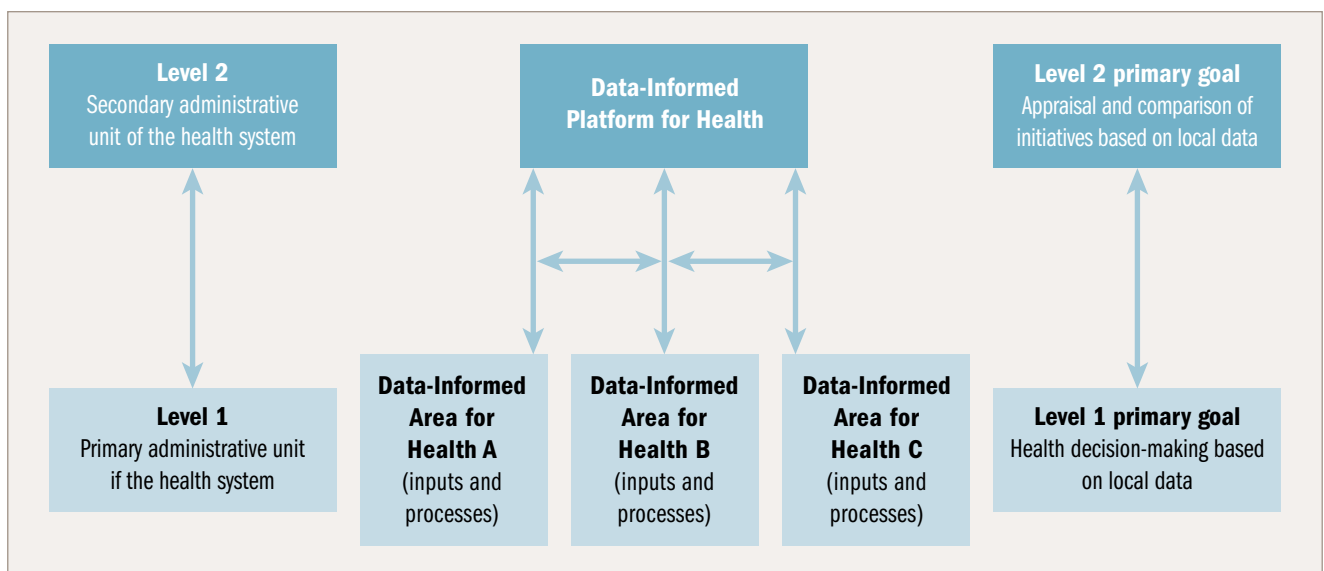 Level 2
Secondary administrative
unit of the health system
Data-Informed
Platform for Health
Level 2 primary goal
Appraisal and comparison of
initiatives based on local data
Level 1
Primary administrative unit
if the health system
Data-Informed
Area for
Health A
(inputs and
processes)
Data-Informed
Area for
Health B
(inputs and
processes)
Data-Informed
Area for
Health C
(inputs and
processes)
Level 1 primary goal
Health decision-making based
on local data